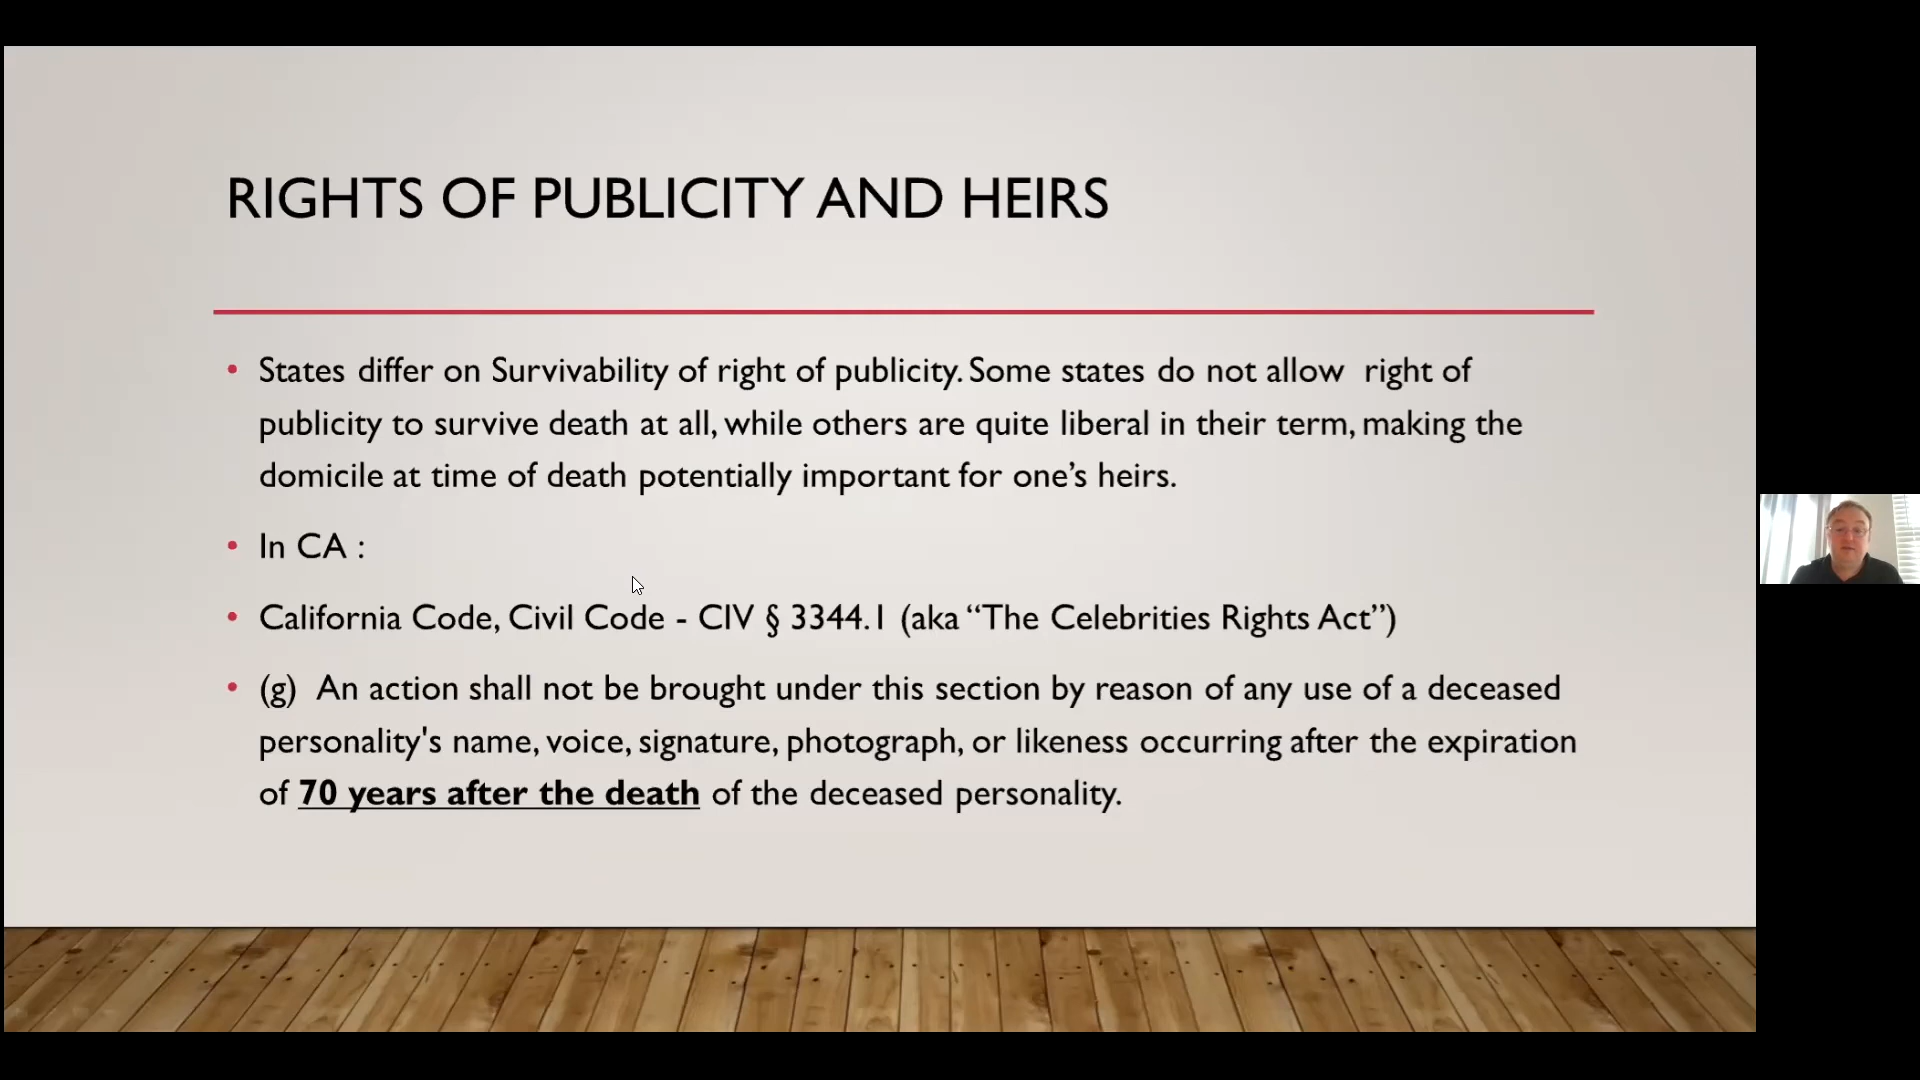 RIGHTS OF PUBLICITY AND HEIRS
• States differ on Survivability of right of publicity. Some states do not allow  right of
publicity to survive death at all, while others are quite liberal in their term, making the
domicile at time of death potentially important for one’s heirs.
• In CA :
• California Code, Civil Code - CIV § 3344.1 (aka “The Celebrities Rights Act”)
• (g)  An action shall not be brought under this section by reason of any use of a deceased
personality's name, voice, signature, photograph, or likeness occurring after the expiration
of 70 years after the death of the deceased personality.